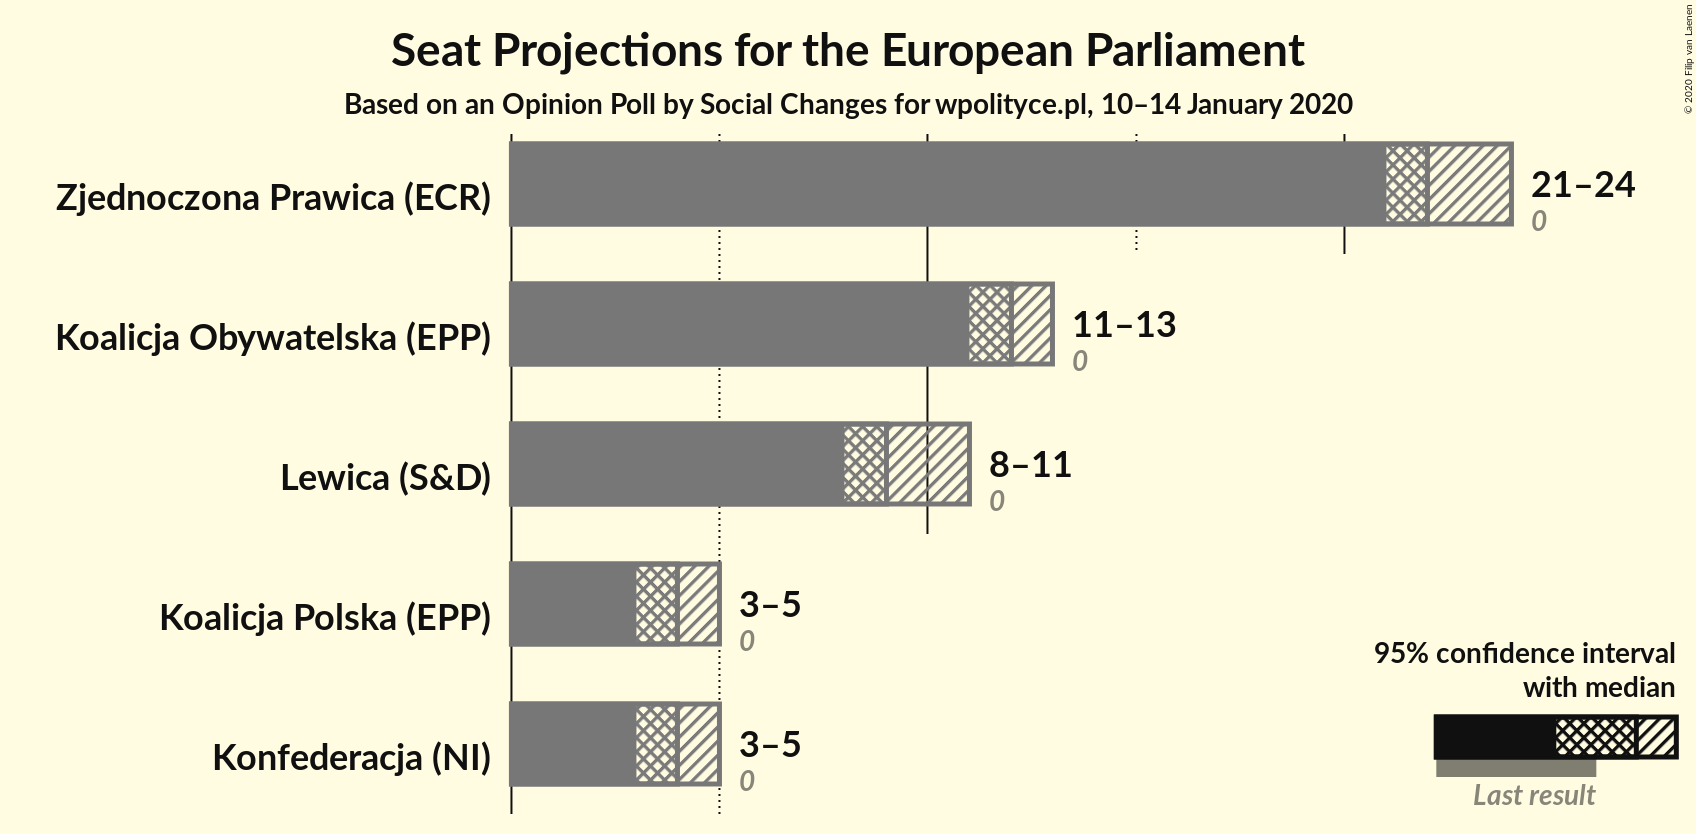 Seat Projections for the European Parliament
Based on an Opinion Poll by Social Changes for wpolityce.pl, 10–14 January 2020
© 2020 Filip van Laenen
Zjednoczona Prawica (ECR)
21–24
0
Koalicja Obywatelska (EPP)
11–13
0
Lewica (S&D)
8–11
0
Koalicja Polska (EPP)
3–5
0
Konfederacja (NI)
3–5
0
95% confidence interval
with median
Last result